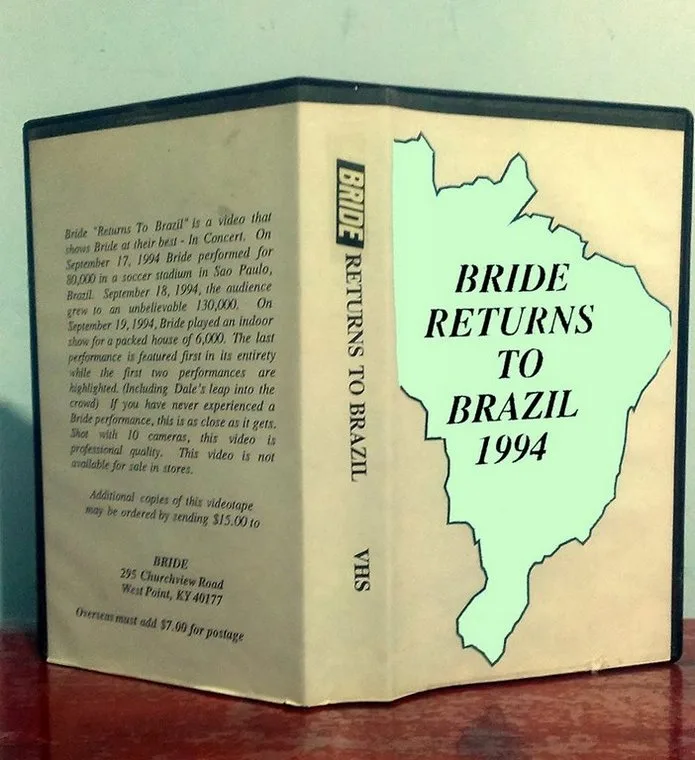 Bride "Returns To Brazil" is a video that
shows Bride at their best - In Concert. On
September 17, 1994 Bride performed for
80,000 in a soccer stadium in Sao Paulo,
Brazil. September 18, 1994, the audience
grew to an unbelievable 130,000. On
September 19, 1994, Bride played an indoor
show for a packed house of 6,000. The last
performance is featured first in its entirety
while the first two performances are
highlighted. (Including Dale's leap into the
crowd) If you have never experienced a
Bride performance, this is as close as it gets.
Shot with 10 cameras, this video is
professional quality. This video is not
available for sale in stores.
Additional copies of this videotape
may be ordered by sending $15.00 to
BRIDE
295 Churchview Road
West Point, KY 40177
Overseas must add $7.00 for postage
BRIDE RETURNS TO BRAZIL VHS
BRIDE
RETURNS
TO
BRAZIL
1994